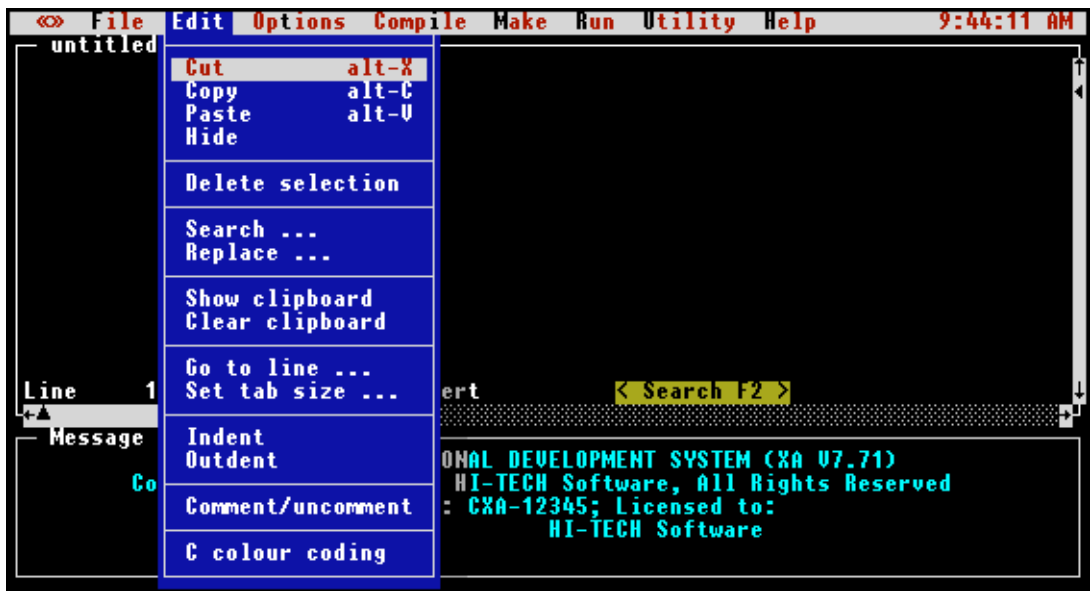 <<>> File Edit Options Compile Make Run Utility Help 9:44:11 AM
untitled
Cut alt-X
Copy alt-C
Paste alt-V
Hide
Delete selection
Search ...
Replace ...
Show clipboard
Clear clipboard
Go to line ...
Line 1 Set tab size ... ert < Search F2 >
Message
Indent
Outdent ONAL DEVELOPMENT SYSTEM (XA V7.71)
Co HI-TECH Software, All Rights Reserved
Comment/uncomment : CXA-12345; Licensed to:
HI-TECH Software
C colour coding